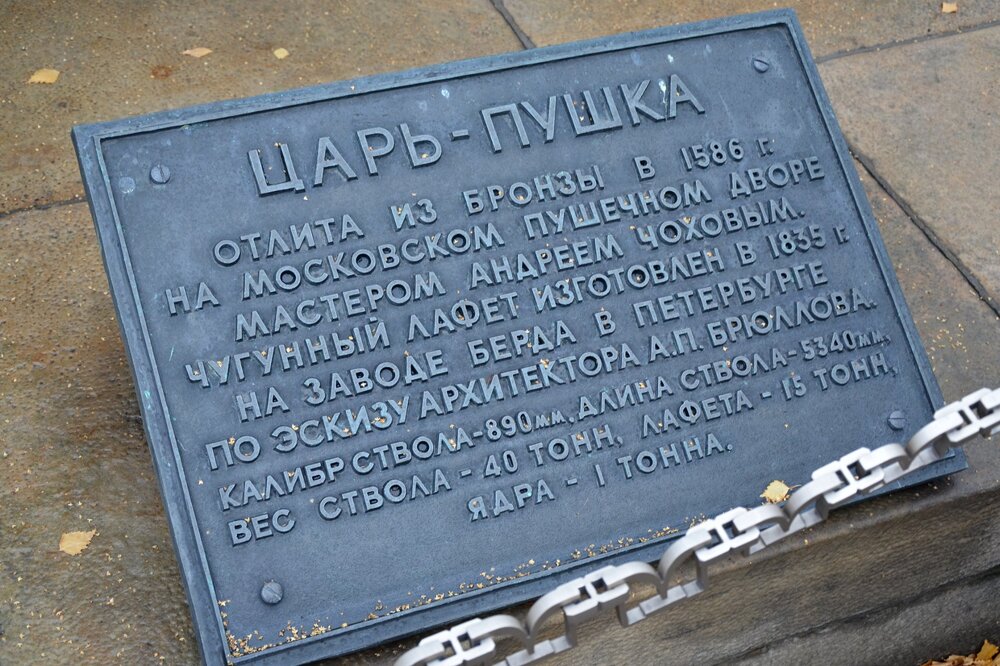 ЦАРЬ-ПУШКА
ОТЛИТА ИЗ БРОНЗЫ В 1586 Г.
НА МОСКОВСКОМ ПУШЕЧНОМ ДВОРЕ
МАСТЕРОМ АНДРЕЕМ ЧОХОВЫМ.
ЧУГУННЫЙ ЛАФЕТ ИЗГОТОВЛЕН В 1835 Г.
НА ЗАВОДЕ БЕРДА В ПЕТЕРБУРГЕ
ПО ЭСКИЗУ АРХИТЕКТОРА А.П. БРЮЛЛОВА.
КАЛИБР СТВОЛА-890мм, ДЛИНА СТВОЛА-5340мм,
ВЕС СТВОЛА - 40 ТОНН, ЛАФЕТА - 15 ТОНН,
ЯДРА - 1 ТОННА.